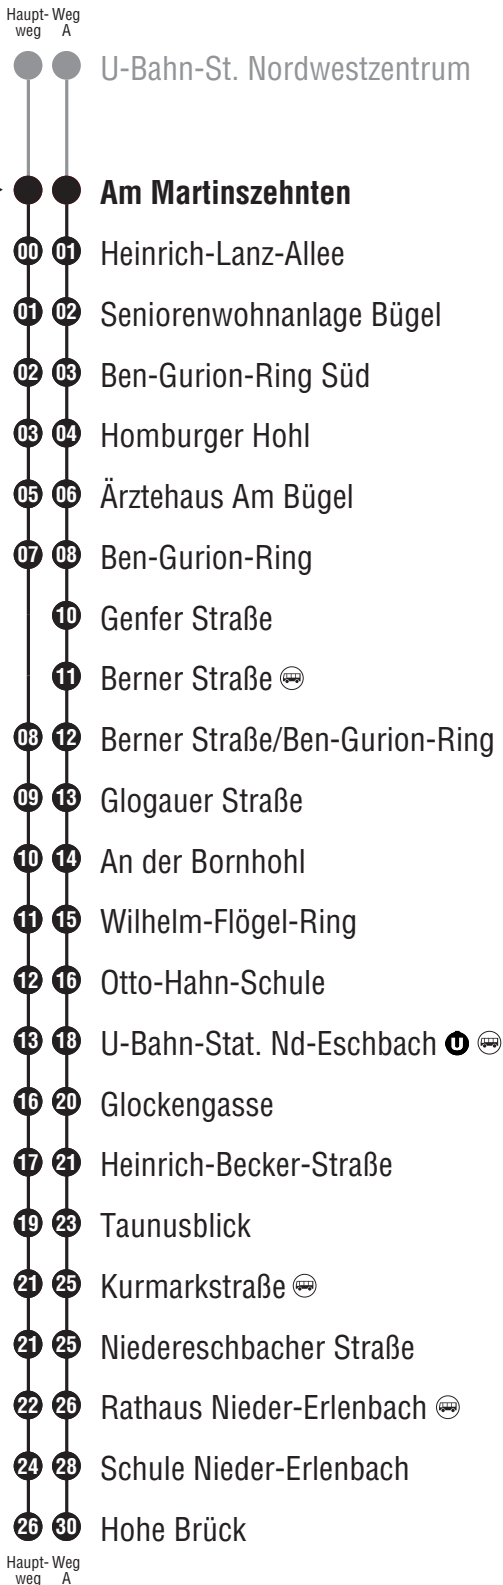 Haupt- Weg
weg A
U-Bahn-St. Nordwestzentrum
Am Martinszehnten
00 01 Heinrich-Lanz-Allee
01 02 Seniorenwohnanlage Bügel
02 03 Ben-Gurion-Ring Süd
03 04 Homburger Hohl
05 06 Ärztehaus Am Bügel
07 08 Ben-Gurion-Ring
10 Genfer Straße
11 Berner Straße
08 12 Berner Straße/Ben-Gurion-Ring
09 13 Glogauer Straße
10 14 An der Bornhohl
11 15 Wilhelm-Flögel-Ring
12 16 Otto-Hahn-Schule
13 18 U-Bahn-Stat. Nd-Eschbach U
16 20 Glockengasse
17 21 Heinrich-Becker-Straße
19 23 Taunusblick
21 25 Kurmarkstraße
21 25 Niedereschbacher Straße
22 26 Rathaus Nieder-Erlenbach
24 28 Schule Nieder-Erlenbach
26 30 Hohe Brück
Haupt- Weg
weg A